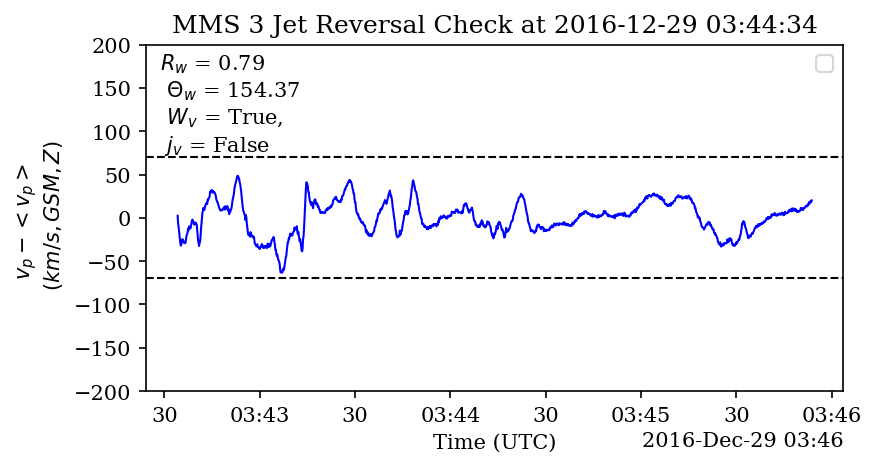 MMS 3 Jet Reversal Check at 2016-12-29 03:44:34
R_w = 0.79
Θ_w = 154.37
W_v = True,
j_v = False
v_p − < v_p >
(km/s, GSM, Z)
200
150
100
50
0
−50
−100
−150
−200
30 03:43 30 03:44 30 03:45 30 03:46
Time (UTC) 2016-Dec-29 03:46